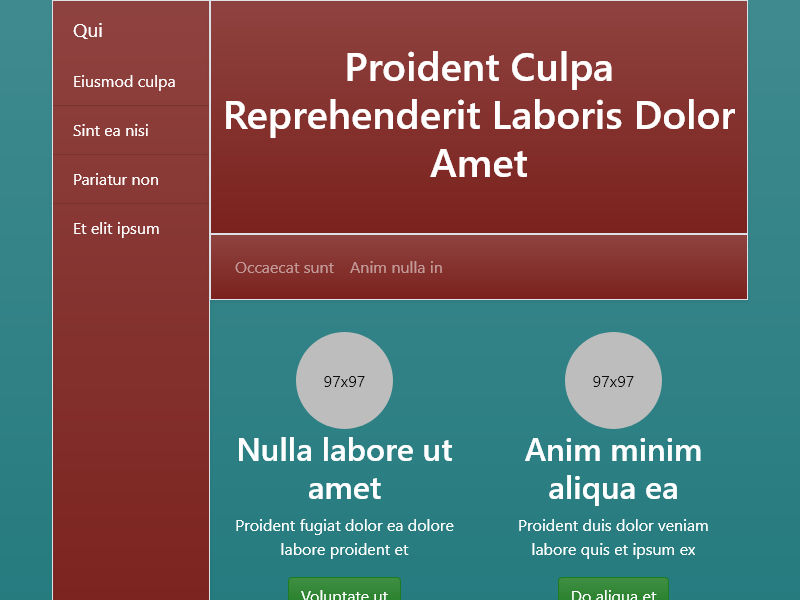 Qui
Eiusmod culpa
Sint ea nisi
Pariatur non
Et elit ipsum
Proident Culpa
Reprehenderit Laboris Dolor
Amet
Occaecat sunt
Anim nulla in
97x97
Nulla labore ut
amet
Proident fugiat dolor ea dolore
labore proident et
Voluptate ut
97x97
Anim minim
aliqua ea
Proident duis dolor veniam
labore quis et ipsum ex
Do aliqua et